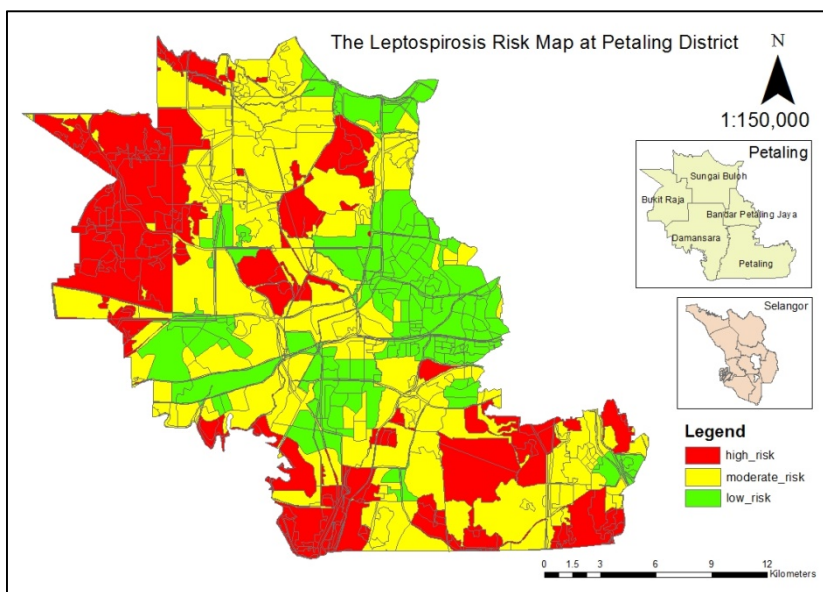 The Leptospirosis Risk Map at Petaling District
N
1:150,000
Petaling
Sungai Buloh
Bukit Raja
Bandar Petaling Jaya
Damansara
Petaling
Selangor
Legend
high_risk
moderate_risk
low_risk
0 1.5 3 6 9 12
Kilometers